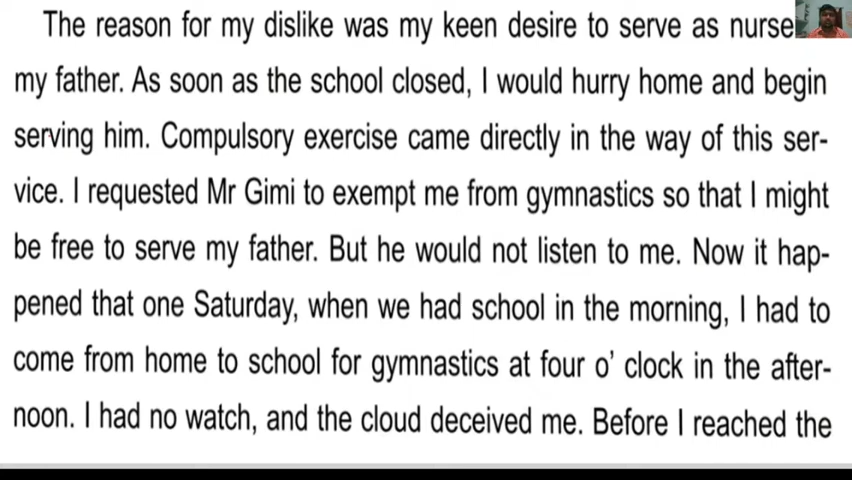 The reason for my dislike was my keen desire to serve as nurse
my father. As soon as the school closed, I would hurry home and begin
serving him. Compulsory exercise came directly in the way of this ser-
vice. I requested Mr Gimi to exempt me from gymnastics so that I might
be free to serve my father. But he would not listen to me. Now it hap-
pened that one Saturday, when we had school in the morning, I had to
come from home to school for gymnastics at four o’ clock in the after-
noon. I had no watch, and the cloud deceived me. Before I reached the